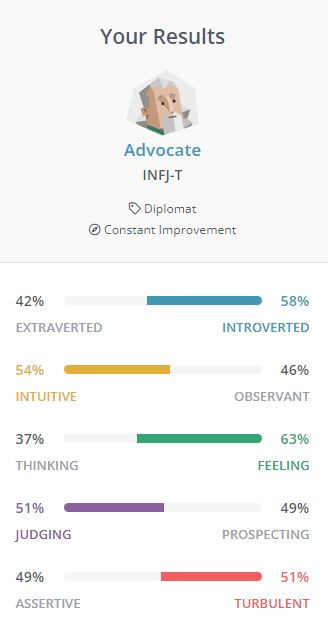 Your Results
Advocate
INFJ-T
Diplomat
Constant Improvement
42% 58%
EXTRAVERTED INTROVERTED
54% 46%
INTUITIVE OBSERVANT
37% 63%
THINKING FEELING
51% 49%
JUDGING PROSPECTING
49% 51%
ASSERTIVE TURBULENT